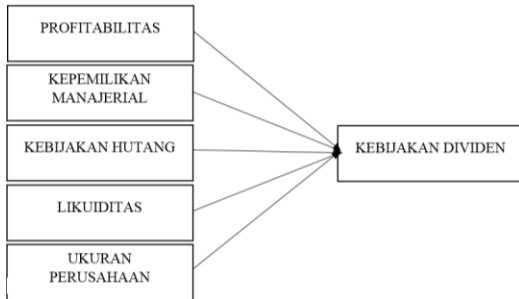 PROFITABILITAS
KEPEMILIKAN
MANAJERIAL
KEBIJAKAN HUTANG
LIKUIDITAS
UKURAN
PERUSAHAAN
KEBIJAKAN DIVIDEN